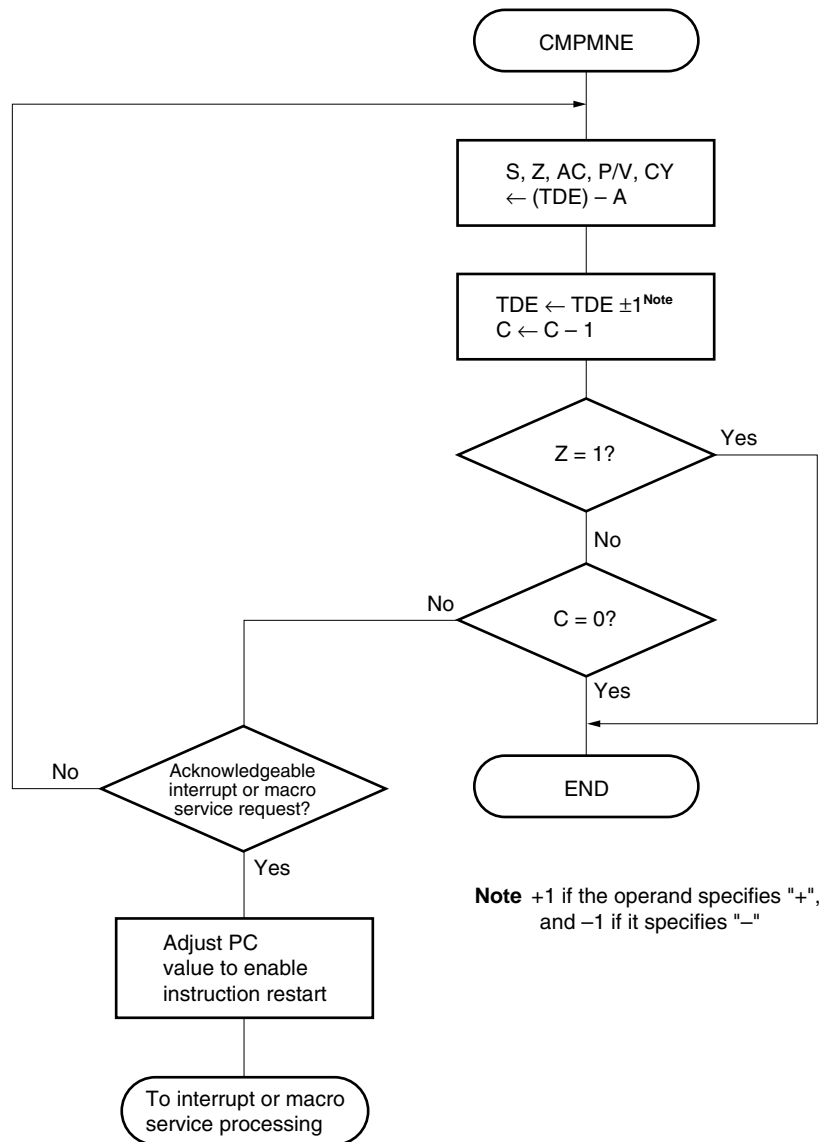 CMPMNE
S, Z, AC, P/V, CY
← (TDE) – A
TDE ← TDE ±1Note
C ← C – 1
Z = 1?
Yes
No
C = 0?
No
Yes
Acknowledgeable
interrupt or macro
service request?
No
Yes
END
Note +1 if the operand specifies "+",
and –1 if it specifies "–"
Adjust PC
value to enable
instruction restart
To interrupt or macro
service processing